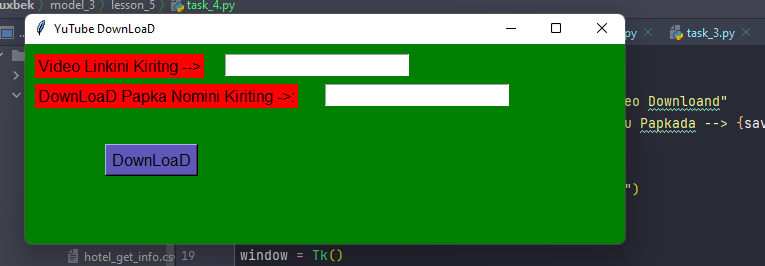 uxbek › model_3 › lesson_5 › task_4.py
YuTube DownLoaD
.py
task_3.py
Video Linkini Kiritng -->
DownLoaD Papka Nomini Kiriting ->
eo Downloand"
u Papkada --> {sav
DownLoaD
")
hotel_get_info.cs
19
window = Tk()